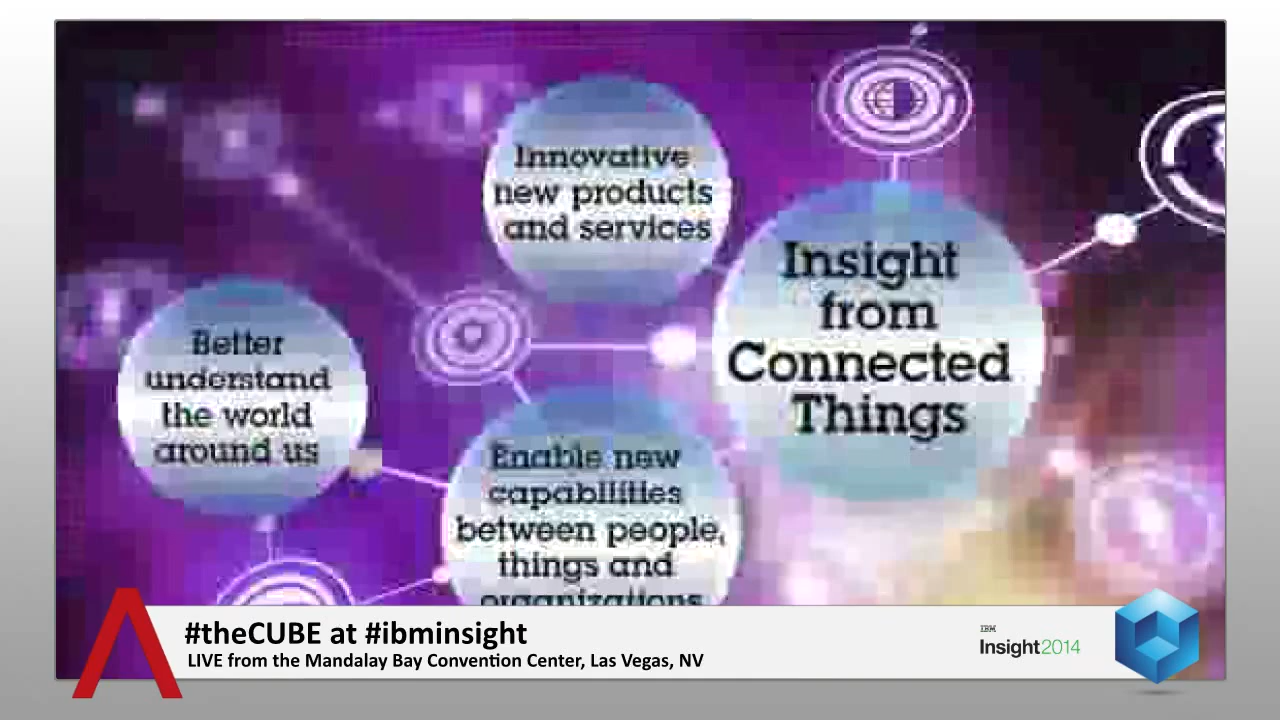 Innovative
new products
and services
Insight
from
Connected
Things
Better
understand
the world
around us
Enable new
capabilities
between people,
things and
organizations
#theCUBE at #ibminsight
LIVE from the Mandalay Bay Convention Center, Las Vegas, NV
IBM
Insight2014